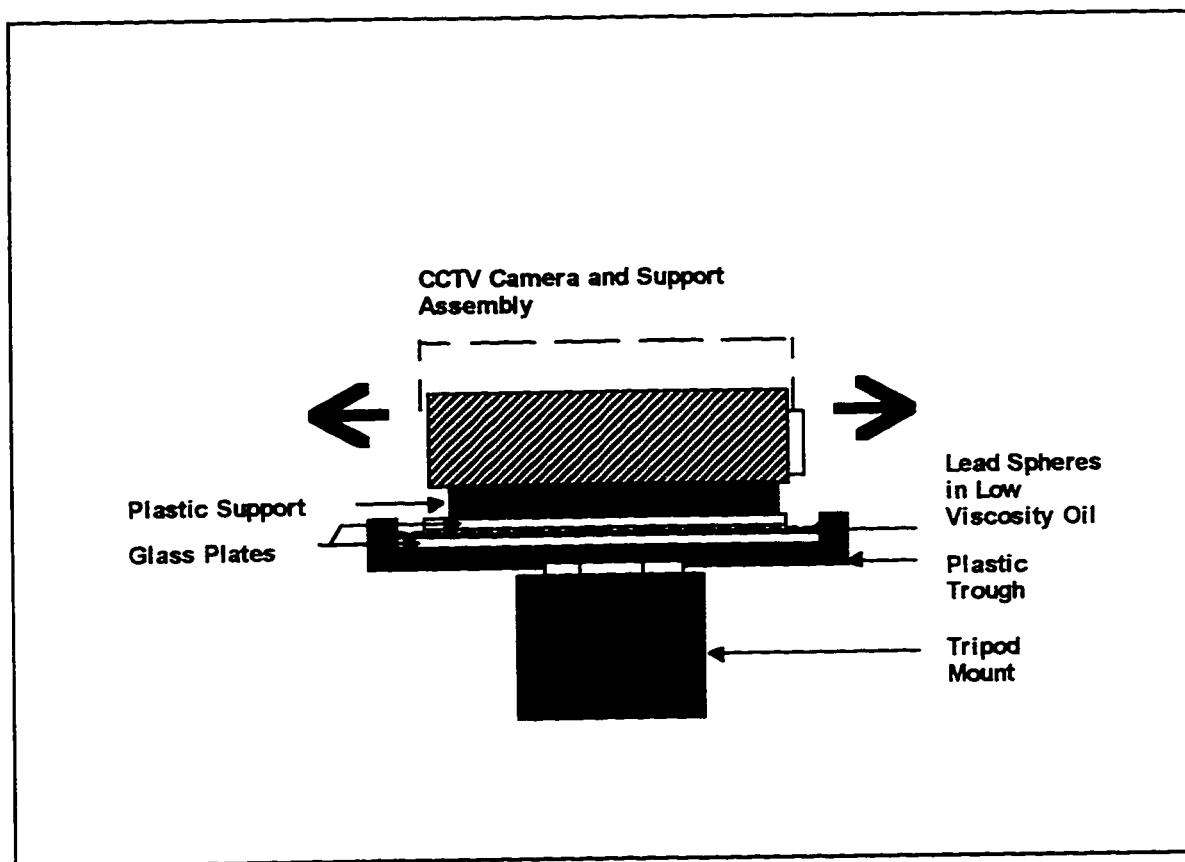 CCTV Camera and Support
Assembly
Plastic Support
Glass Plates
Lead Spheres
in Low
Viscosity Oil
Plastic
Trough
Tripod
Mount